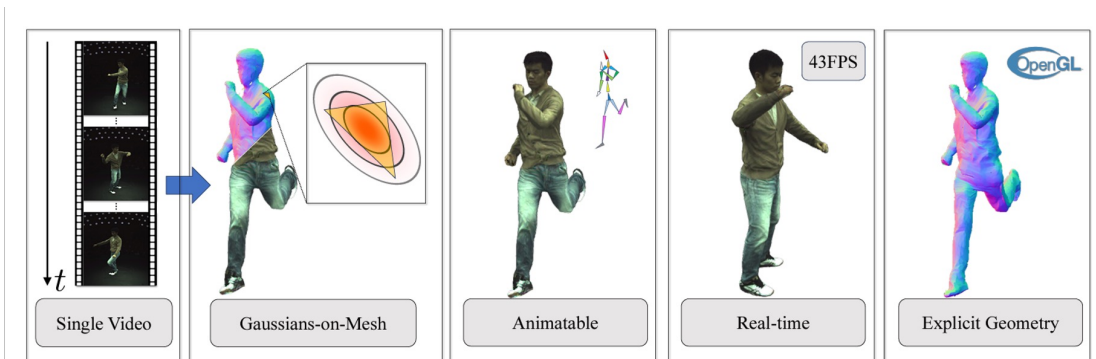 t
43FPS
OpenGL
Single Video
Gaussians-on-Mesh
Animatable
Real-time
Explicit Geometry